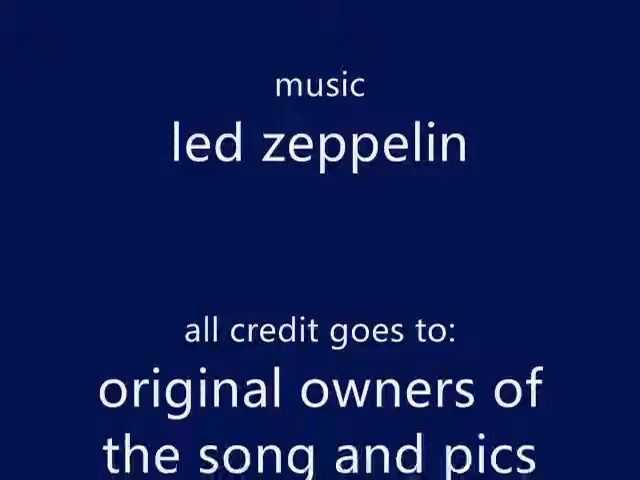 music
led zeppelin
all credit goes to:
original owners of
the song and pics